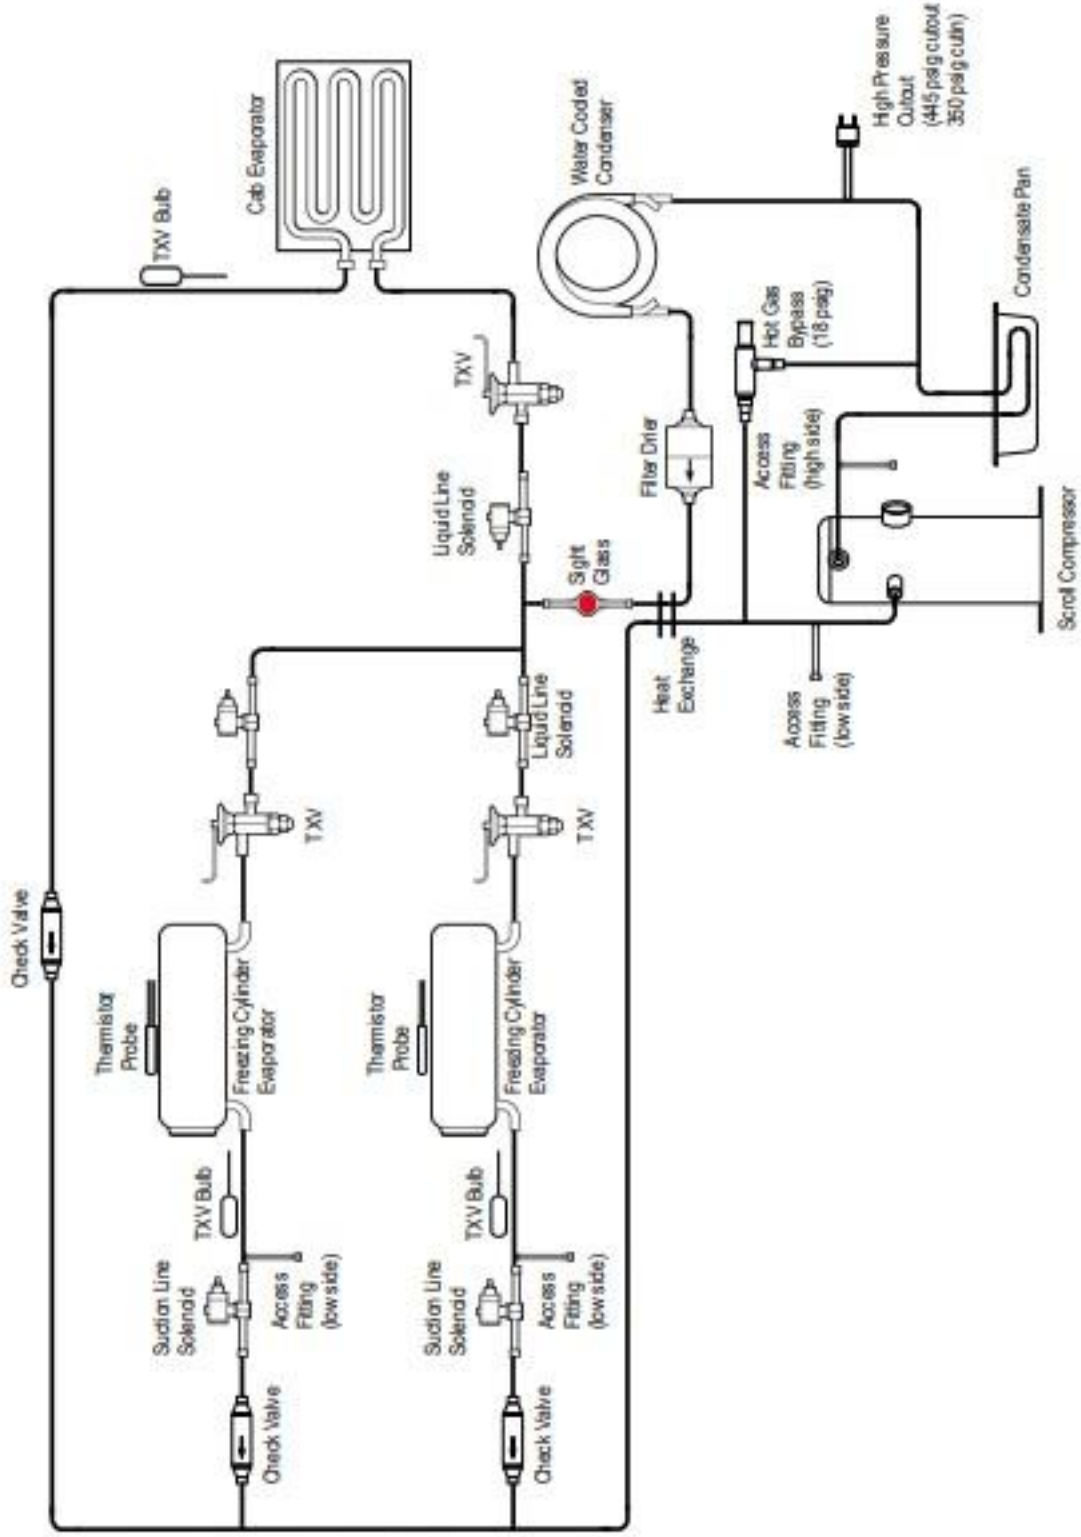 Check Valve
TXV Bulb
Cab Evaporator
Water Cooled
Condenser
High Pressure
Cutout
(445 psig cutout
350 psig cutin)
Thermistor
Probe
Freezing Cylinder
Evaporator
TXV
Liquid Line
Solenoid
TXV
Filter Drier
Hot Gas
Bypass
(18 psig)
Condensate Pan
Suction Line
Solenoid
TXV Bulb
Access
Fitting
(low side)
Check Valve
Thermistor
Probe
Freezing Cylinder
Evaporator
TXV
Liquid Line
Solenoid
Sight
Glass
Heat
Exchange
Access
Fitting
(high side)
Suction Line
Solenoid
TXV Bulb
Access
Fitting
(low side)
Check Valve
Access
Fitting
(low side)
Scroll Compressor